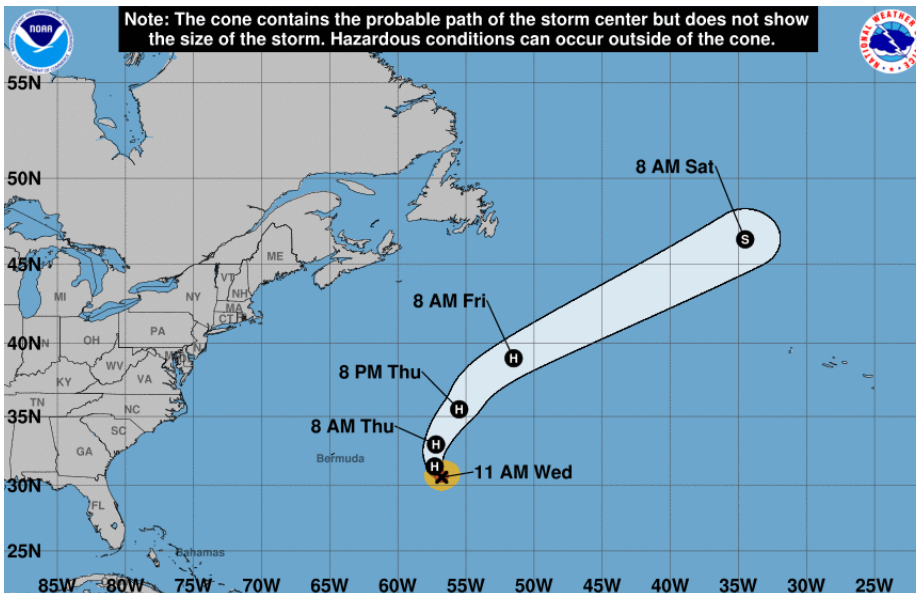 Note: The cone contains the probable path of the storm center but does not show
the size of the storm. Hazardous conditions can occur outside of the cone.
NOAA
55N
50N
8 AM Sat
ME
45N
VT
MI
NY
NH
MA
CT
S
8 AM Fri
40N
OH
PA
H
WV
8 PM Thu
KY
VA
TN
NC
35N
H
SC
8 AM Thu
H
GA
Bermuda
H
11 AM Wed
30N
FL
25N
Bahamas
85W 80W 75W 70W 65W 60W 55W 50W 45W 40W 35W 30W 25W